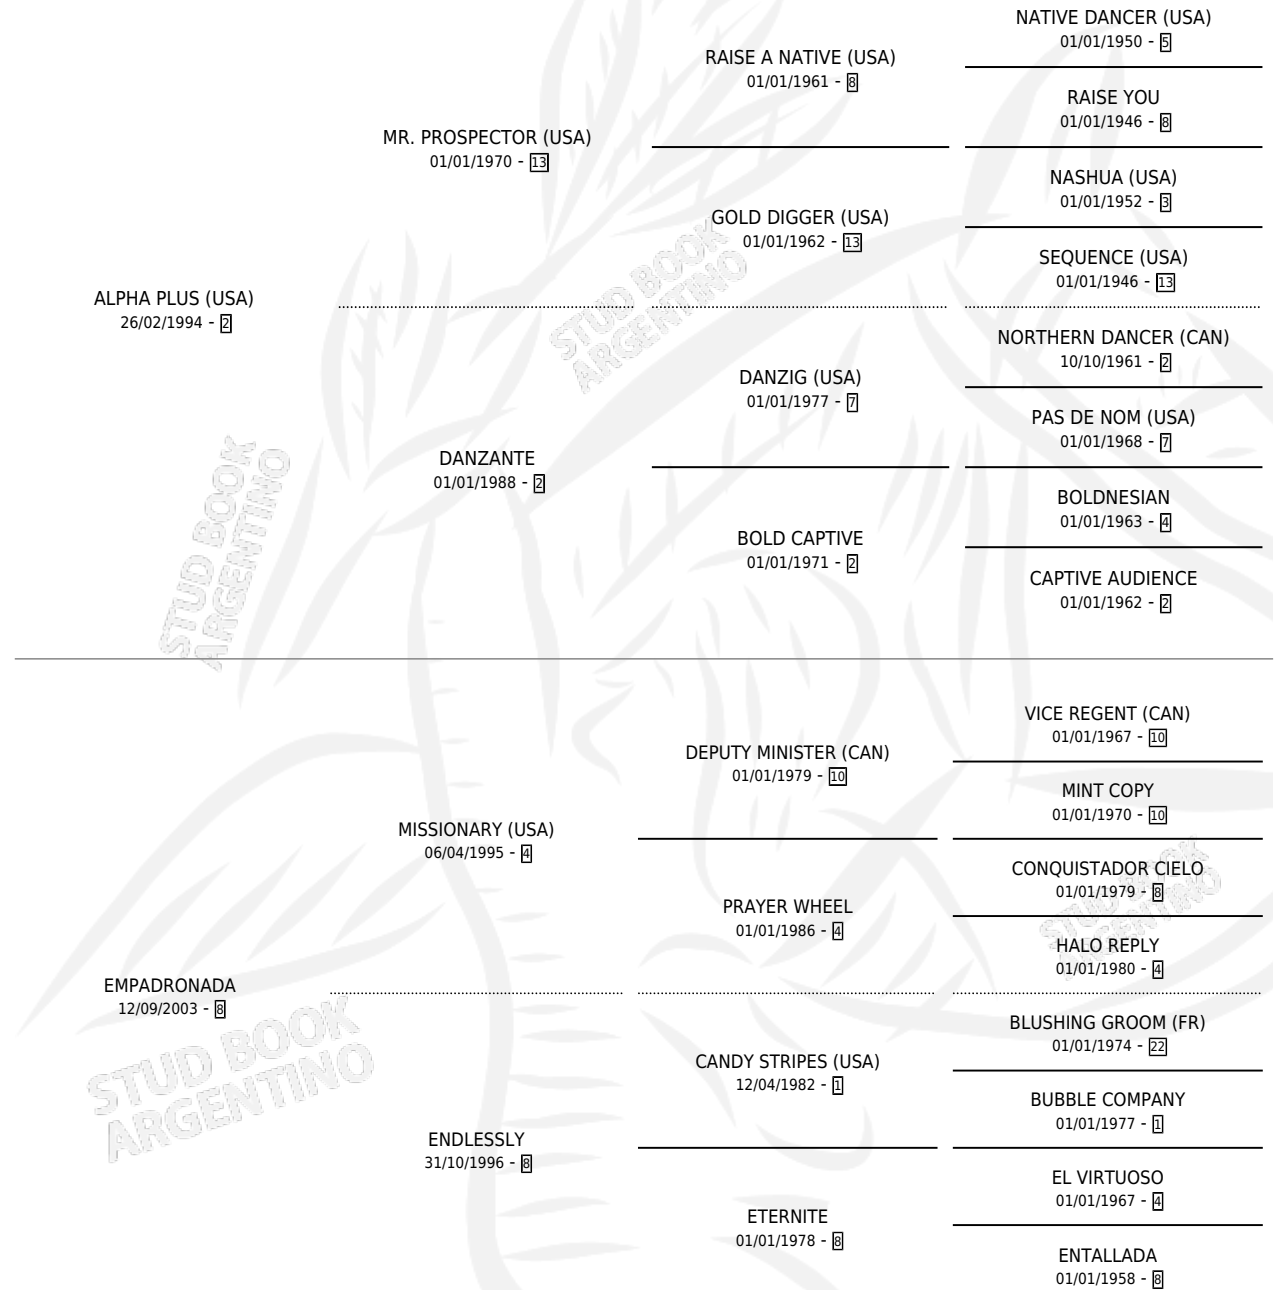 NATIVE DANCER (USA)
01/01/1950 - 5
RAISE A NATIVE (USA)
01/01/1961 - 8
RAISE YOU
01/01/1946 - 8
MR. PROSPECTOR (USA)
01/01/1970 - 13
NASHUA (USA)
01/01/1952 - 3
GOLD DIGGER (USA)
01/01/1962 - 13
SEQUENCE (USA)
01/01/1946 - 13
ALPHA PLUS (USA)
26/02/1994 - 2
NORTHERN DANCER (CAN)
10/10/1961 - 2
DANZIG (USA)
01/01/1977 - 7
PAS DE NOM (USA)
01/01/1968 - 7
DANZANTE
01/01/1988 - 2
BOLDNESIAN
01/01/1963 - 4
BOLD CAPTIVE
01/01/1971 - 2
CAPTIVE AUDIENCE
01/01/1962 - 2
STUD BOOK
ARGENTINO
STUD BOOK
ARGENTINO
VICE REGENT (CAN)
01/01/1967 - 10
DEPUTY MINISTER (CAN)
01/01/1979 - 10
MINT COPY
01/01/1970 - 10
MISSIONARY (USA)
06/04/1995 - 4
CONQUISTADOR CIELO
01/01/1979 - 8
PRAYER WHEEL
01/01/1986 - 4
HALO REPLY
01/01/1980 - 4
EMPADRONADA
12/09/2003 - 8
BLUSHING GROOM (FR)
01/01/1974 - 22
CANDY STRIPES (USA)
12/04/1982 - 1
BUBBLE COMPANY
01/01/1977 - 1
ENDLESSLY
31/10/1996 - 8
EL VIRTUOSO
01/01/1967 - 4
ETERNITE
01/01/1978 - 8
ENTALLADA
01/01/1958 - 8
STUD BOOK
ARGENTINO
STUD BOOK
ARGENTINO